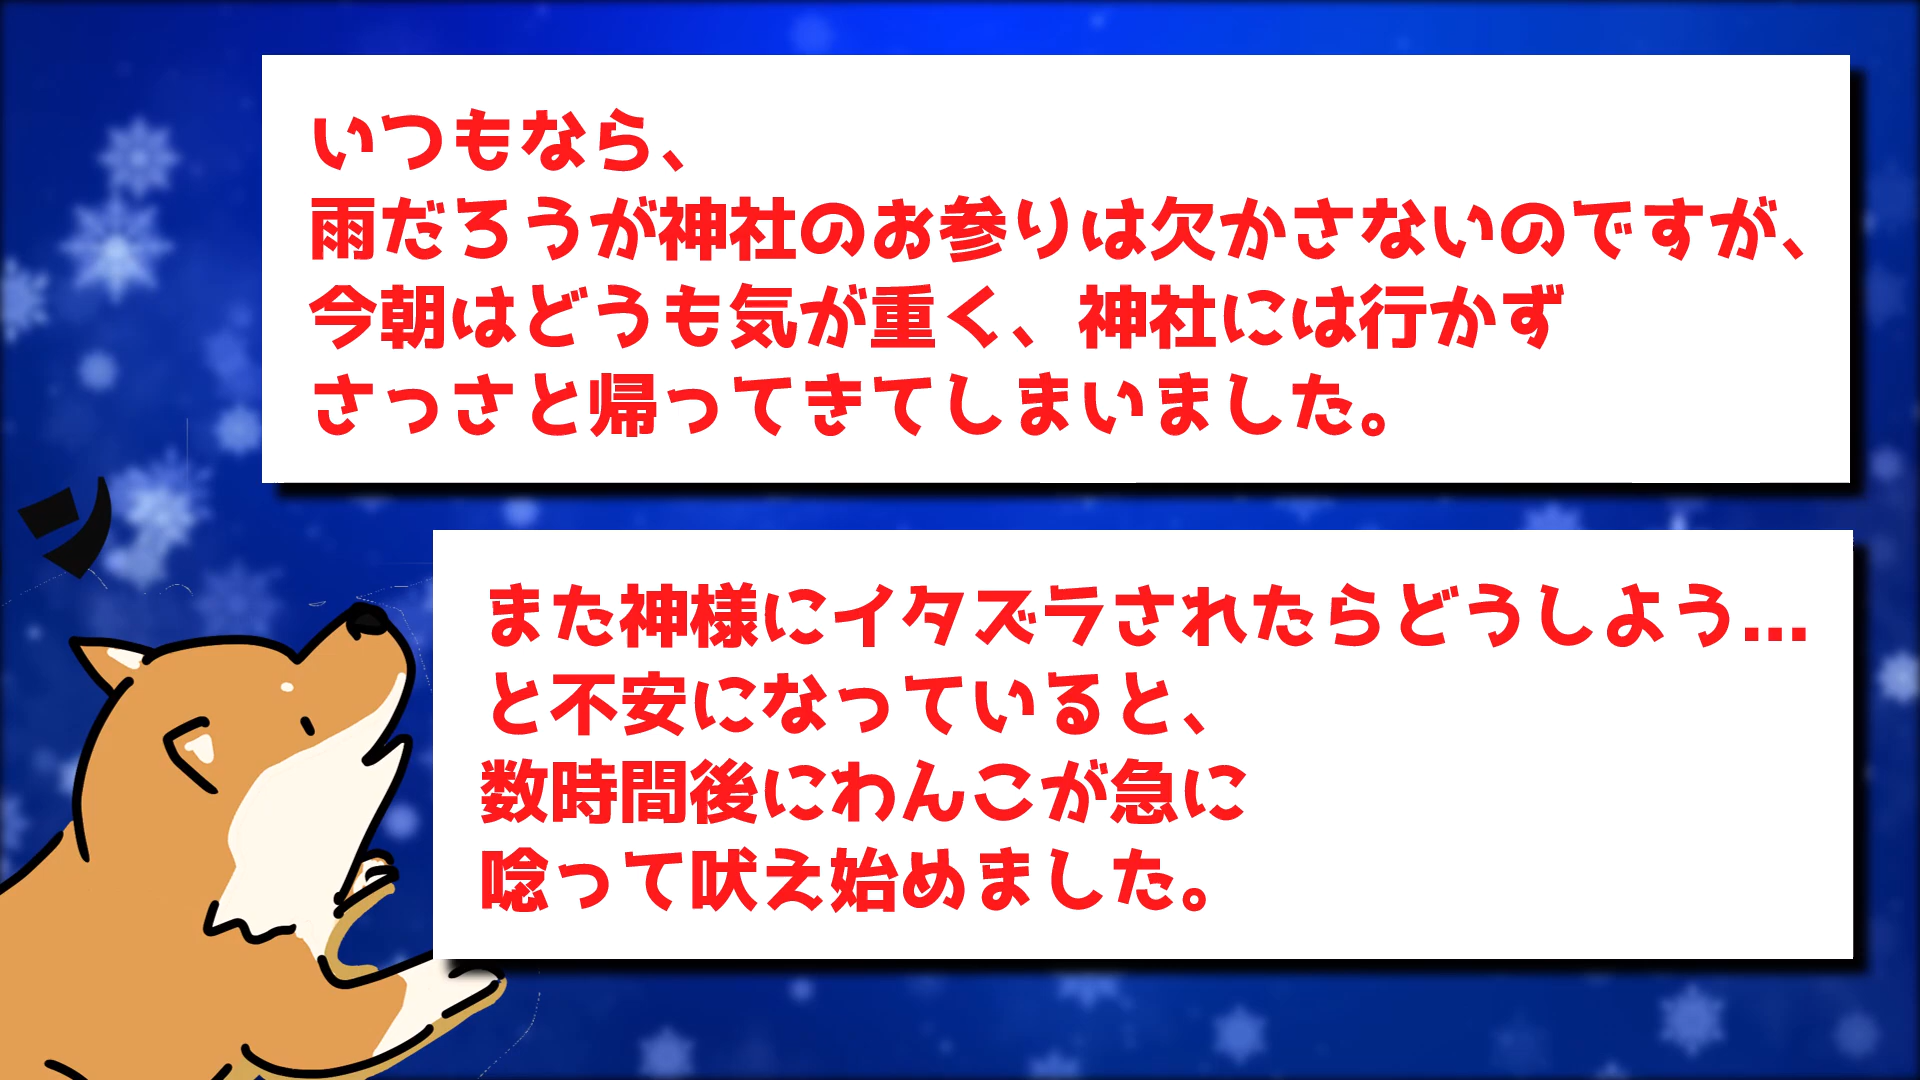 いつもなら、
雨だろうが神社のお参りは欠かさないのですが、
今朝はどうも気が重く、神社には行かず
さっさと帰ってきてしまいました。
ン
また神様にイタズラされたらどうしよう...
と不安になっていると、
数時間後にわんこが急に
唸って吠え始めました。